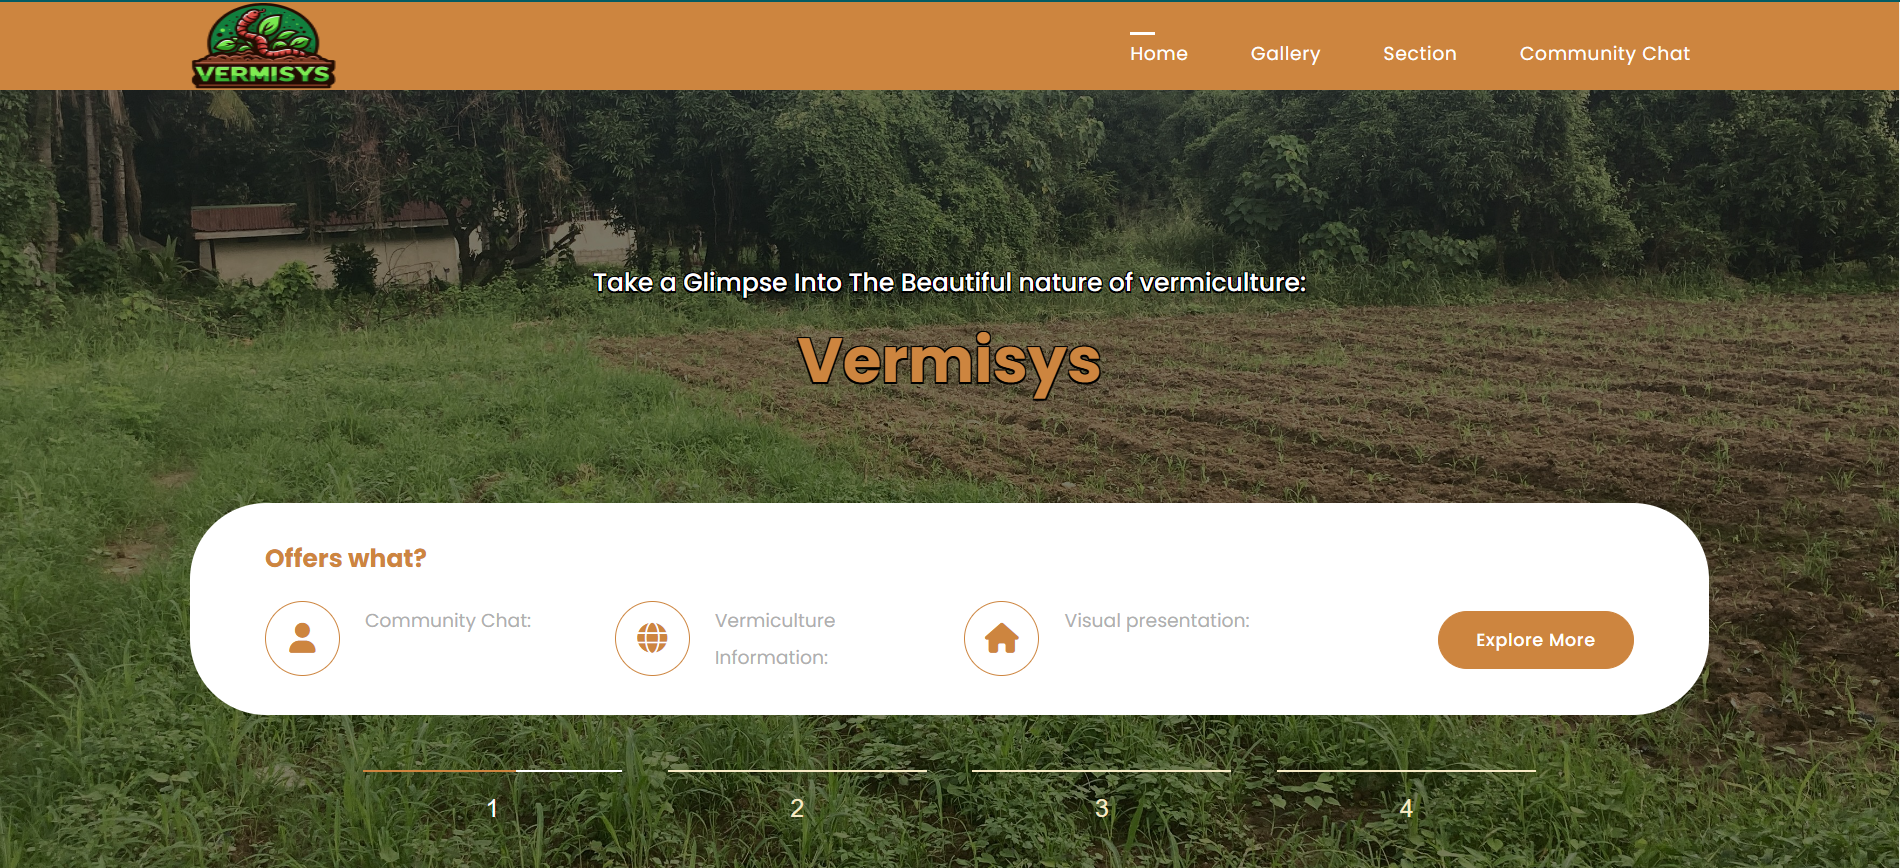 VERMISYS
Home Gallery Section Community Chat
Take a Glimpse Into The Beautiful nature of vermiculture:
Vermisys
Offers what?
Community Chat:
Vermiculture
Information:
Visual presentation:
Explore More
1 2 3 4